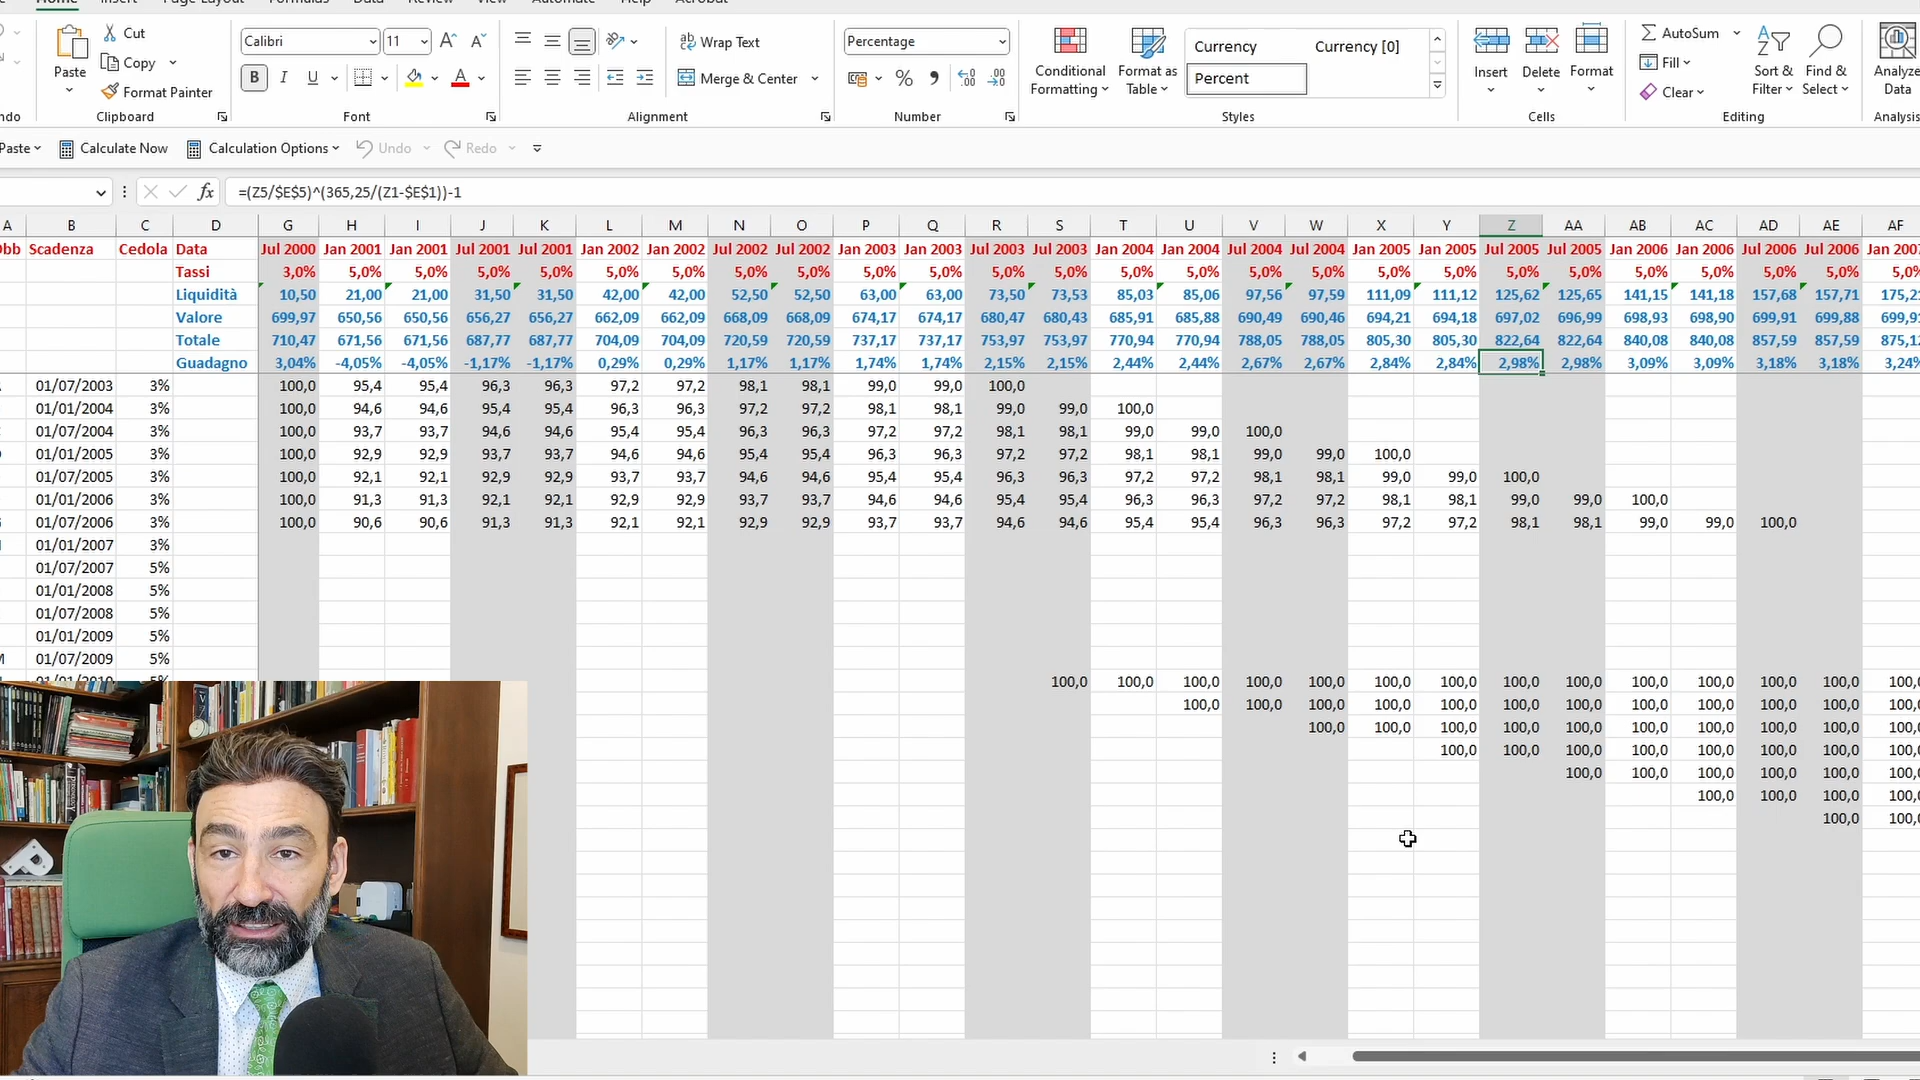 Home Insert Page Layout Formulas Data Review View Automate Help Acrobat
Paste Cut Copy Format Painter Clipboard
Calibri 11 B I U Font
Wrap Text Merge & Center Alignment
Percentage % Number
Conditional Formatting Format as Table Currency Currency [0] Percent Styles
Insert Delete Format Cells
AutoSum Fill Clear Sort & Filter Find & Select Editing
Analyze Data Analysis
ndo
Paste Calculate Now Calculation Options Undo Redo
fx =(Z5/$E$5)^(365,25/(Z1-$E$1))-1
A B C D G H I J K L M N O P Q R S T U V W X Y Z AA AB AC AD AE AF
Obb Scadenza Cedola Data Jul 2000 Jan 2001 Jan 2001 Jul 2001 Jul 2001 Jan 2002 Jan 2002 Jul 2002 Jul 2002 Jan 2003 Jan 2003 Jul 2003 Jul 2003 Jan 2004 Jan 2004 Jul 2004 Jul 2004 Jan 2005 Jan 2005 Jul 2005 Jul 2005 Jan 2006 Jan 2006 Jul 2006 Jul 2006 Jan 2007
Tassi 3,0% 5,0% 5,0% 5,0% 5,0% 5,0% 5,0% 5,0% 5,0% 5,0% 5,0% 5,0% 5,0% 5,0% 5,0% 5,0% 5,0% 5,0% 5,0% 5,0% 5,0% 5,0% 5,0% 5,0% 5,0% 5,0%
Liquidità 10,50 21,00 21,00 31,50 31,50 42,00 42,00 52,50 52,50 63,00 63,00 73,50 73,53 85,03 85,06 97,56 97,59 111,09 111,12 125,62 125,65 141,15 141,18 157,68 157,71 175,21
Valore 699,97 650,56 650,56 656,27 656,27 662,09 662,09 668,09 668,09 674,17 674,17 680,47 680,43 685,91 685,88 690,49 690,46 694,21 694,18 697,02 696,99 698,93 698,90 699,91 699,88 699,91
Totale 710,47 671,56 671,56 687,77 687,77 704,09 704,09 720,59 720,59 737,17 737,17 753,97 753,97 770,94 770,94 788,05 788,05 805,30 805,30 822,64 822,64 840,08 840,08 857,59 857,59 875,12
Guadagno 3,04% -4,05% -4,05% -1,17% -1,17% 0,29% 0,29% 1,17% 1,17% 1,74% 1,74% 2,15% 2,15% 2,44% 2,44% 2,67% 2,67% 2,84% 2,84% 2,98% 2,98% 3,09% 3,09% 3,18% 3,18% 3,24%
01/07/2003 3% 100,0 95,4 95,4 96,3 96,3 97,2 97,2 98,1 98,1 99,0 99,0 100,0
01/01/2004 3% 100,0 94,6 94,6 95,4 95,4 96,3 96,3 97,2 97,2 98,1 98,1 99,0 99,0 100,0
01/07/2004 3% 100,0 93,7 93,7 94,6 94,6 95,4 95,4 96,3 96,3 97,2 97,2 98,1 98,1 99,0 99,0 100,0
01/01/2005 3% 100,0 92,9 92,9 93,7 93,7 94,6 94,6 95,4 95,4 96,3 96,3 97,2 97,2 98,1 98,1 99,0 99,0 100,0
01/07/2005 3% 100,0 92,1 92,1 92,9 92,9 93,7 93,7 94,6 94,6 95,4 95,4 96,3 96,3 97,2 97,2 98,1 98,1 99,0 99,0 100,0
01/01/2006 3% 100,0 91,3 91,3 92,1 92,1 92,9 92,9 93,7 93,7 94,6 94,6 95,4 95,4 96,3 96,3 97,2 97,2 98,1 98,1 99,0 99,0 100,0
01/07/2006 3% 100,0 90,6 90,6 91,3 91,3 92,1 92,1 92,9 92,9 93,7 93,7 94,6 94,6 95,4 95,4 96,3 96,3 97,2 97,2 98,1 98,1 99,0 99,0 100,0
01/01/2007 3%
01/07/2007 5%
01/01/2008 5%
01/07/2008 5%
01/01/2009 5%
M 01/07/2009 5%
01/01/2010 5% 100,0 100,0 100,0 100,0 100,0 100,0 100,0 100,0 100,0 100,0 100,0 100,0 100,0 100,0
100,0 100,0 100,0 100,0 100,0 100,0 100,0 100,0 100,0 100,0 100,0 100,0
100,0 100,0 100,0 100,0 100,0 100,0 100,0 100,0 100,0 100,0
100,0 100,0 100,0 100,0 100,0 100,0 100,0 100,0
100,0 100,0 100,0 100,0 100,0 100,0
100,0 100,0 100,0 100,0
100,0 100,0